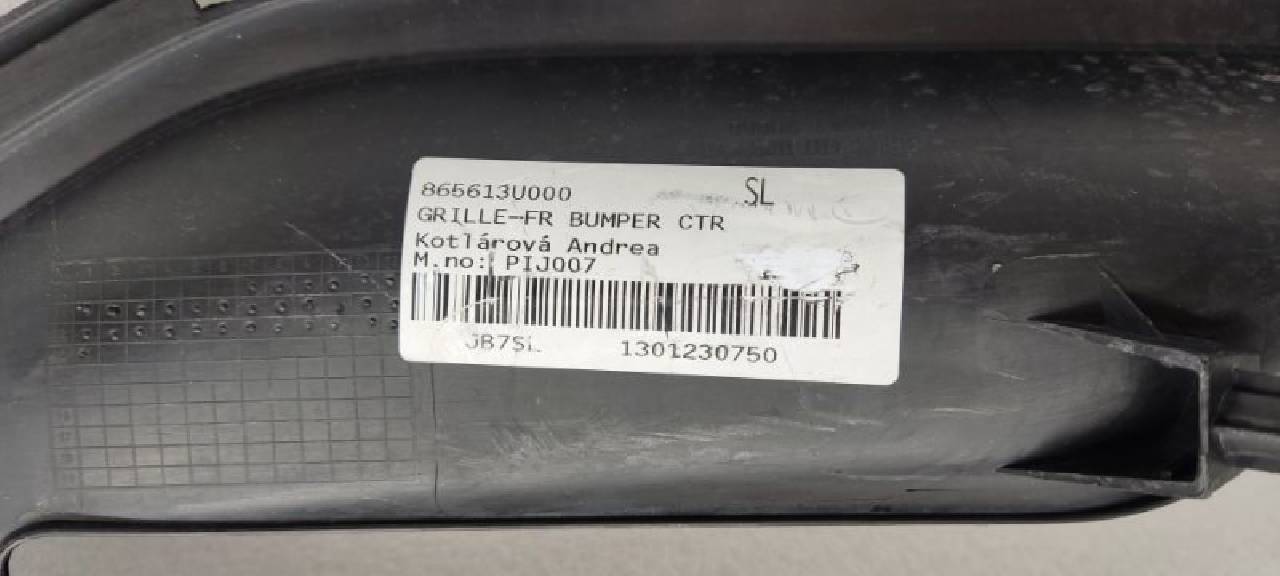 865613U000 SL
GRILLE-FR BUMPER CTR
Kotlárová Andrea
M.no: PIJ007
JB7SL 1301230750